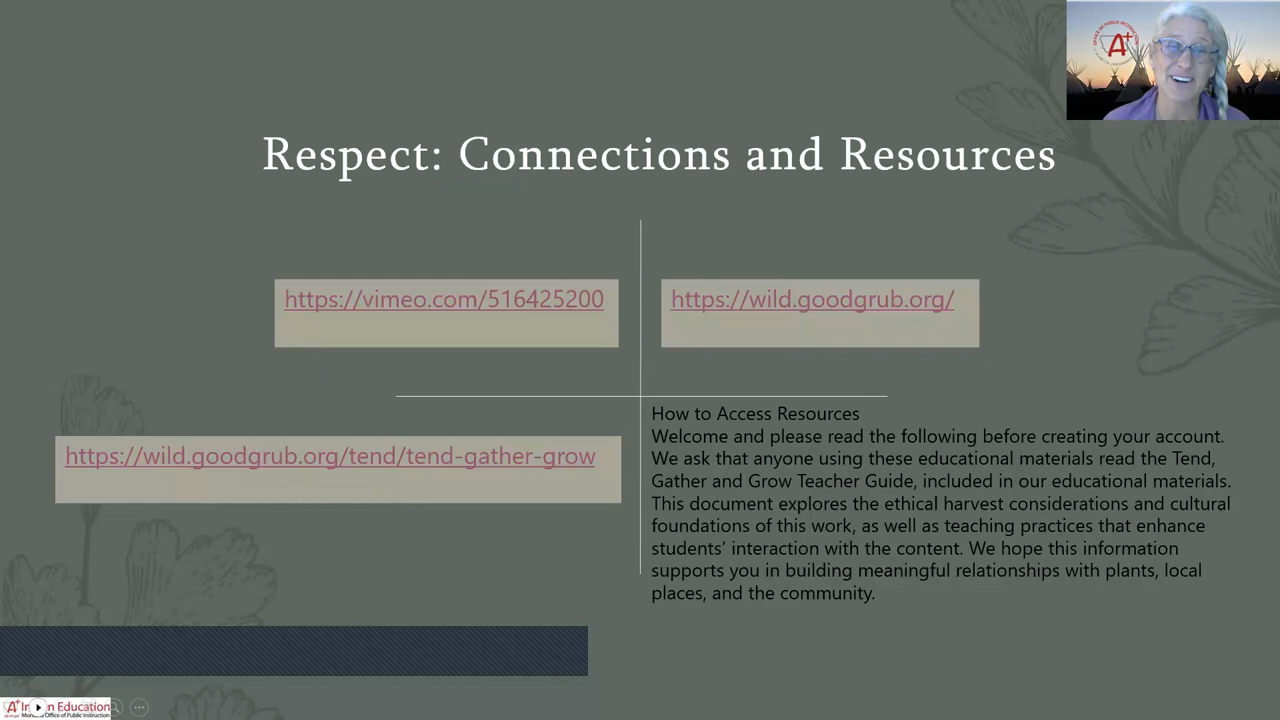 Respect: Connections and Resources
https://vimeo.com/516425200
https://wild.goodgrub.org/
https://wild.goodgrub.org/tend/tend-gather-grow
How to Access Resources
Welcome and please read the following before creating your account.
We ask that anyone using these educational materials read the Tend,
Gather and Grow Teacher Guide, included in our educational materials.
This document explores the ethical harvest considerations and cultural
foundations of this work, as well as teaching practices that enhance
students’ interaction with the content. We hope this information
supports you in building meaningful relationships with plants, local
places, and the community.
A+
Education
Office of Public Instruction